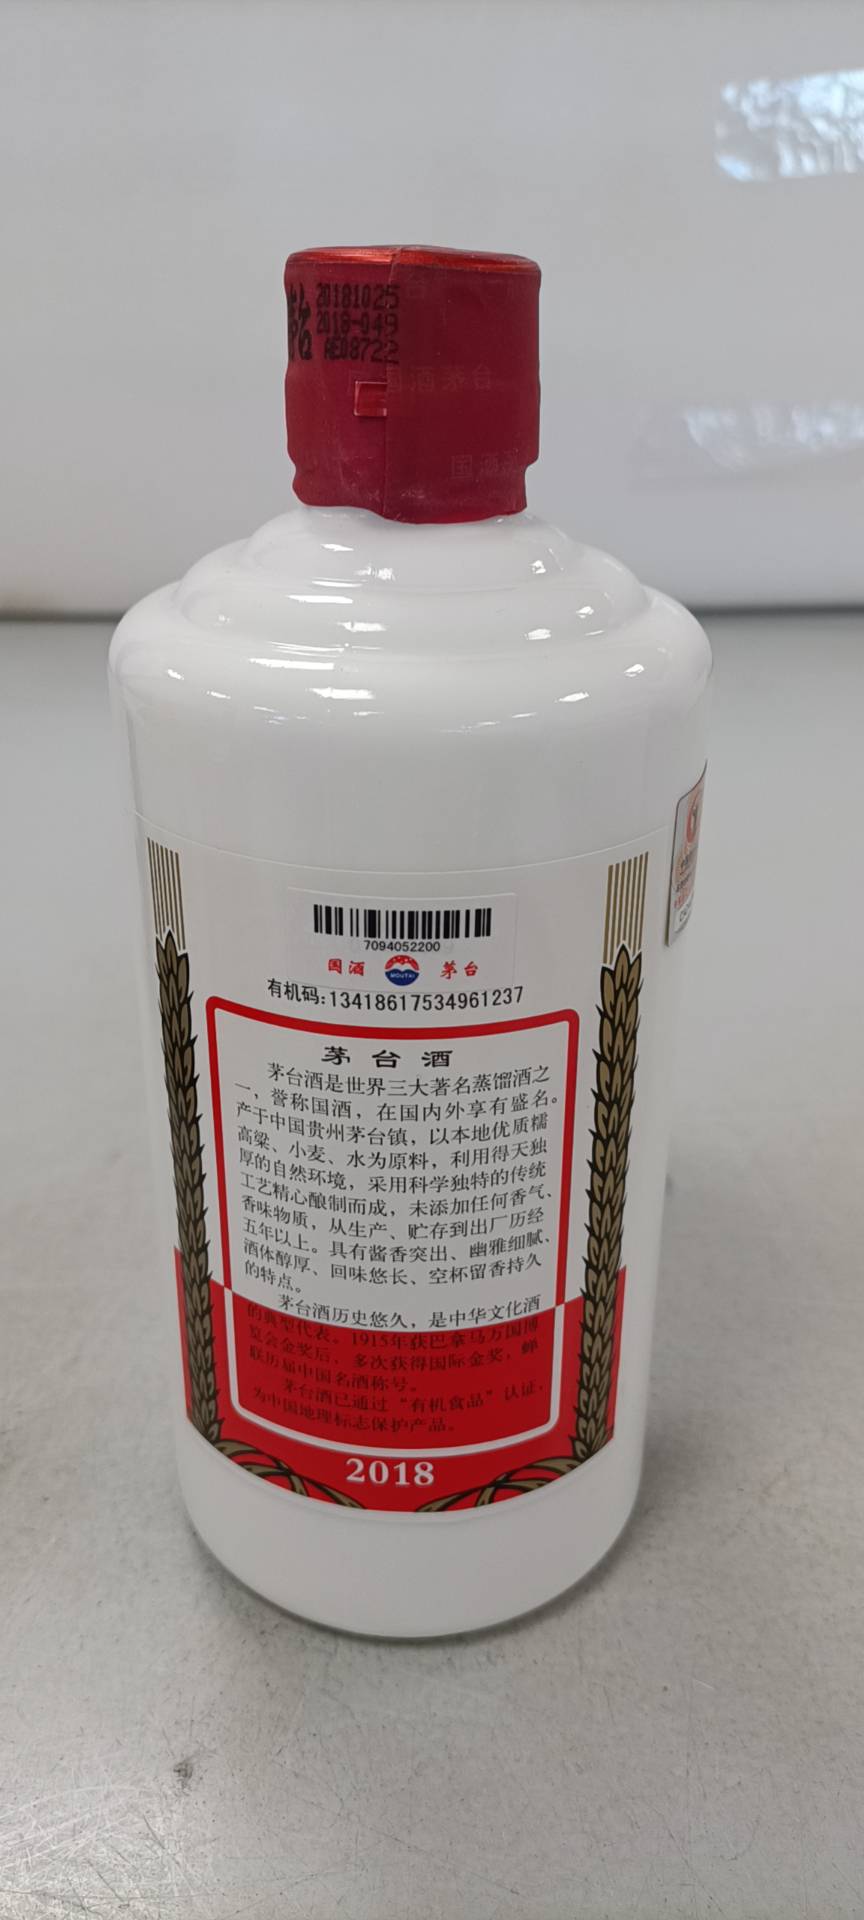 20181025
2018-049
AE08722
国酒茅台
7094052200
国酒
MOUTAI
茅台
有机码:13418617534961237
茅台酒
茅台酒是世界三大著名蒸馏酒之
一，誉称国酒，在国内外享有盛名。
产于中国贵州茅台镇，以本地优质糯
高粱、小麦、水为原料，利用得天独
厚的自然环境，采用科学独特的传统
工艺精心酿制而成，未添加任何香气、
香味物质，从生产、贮存到出厂历经
五年以上。具有酱香突出、幽雅细腻、
酒体醇厚、回味悠长、空杯留香持久
的特点。
茅台酒历史悠久，是中华文化酒
的典型代表。1915年获巴拿马万国博
览会金奖后，多次获得国际金奖，蝉
联历届中国名酒称号。
茅台酒已通过“有机食品”认证，
为中国地理标志保护产品。
2018